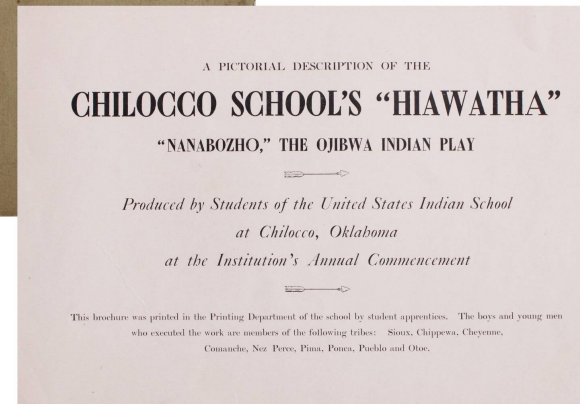 A PICTORIAL DESCRIPTION OF THE
CHILOCCO SCHOOL'S "HIAWATHA"
"NANABOZHO," THE OJIBWA INDIAN PLAY
Produced by Students of the United States Indian School
at Chilocco, Oklahoma
at the Institution's Annual Commencement
This brochure was printed in the Printing Department of the school by student apprentices. The boys and young men
who executed the work are members of the following tribes: Sioux, Chippewa, Cheyenne,
Comanche, Nez Perce, Pima, Ponca, Pueblo and Otoe.